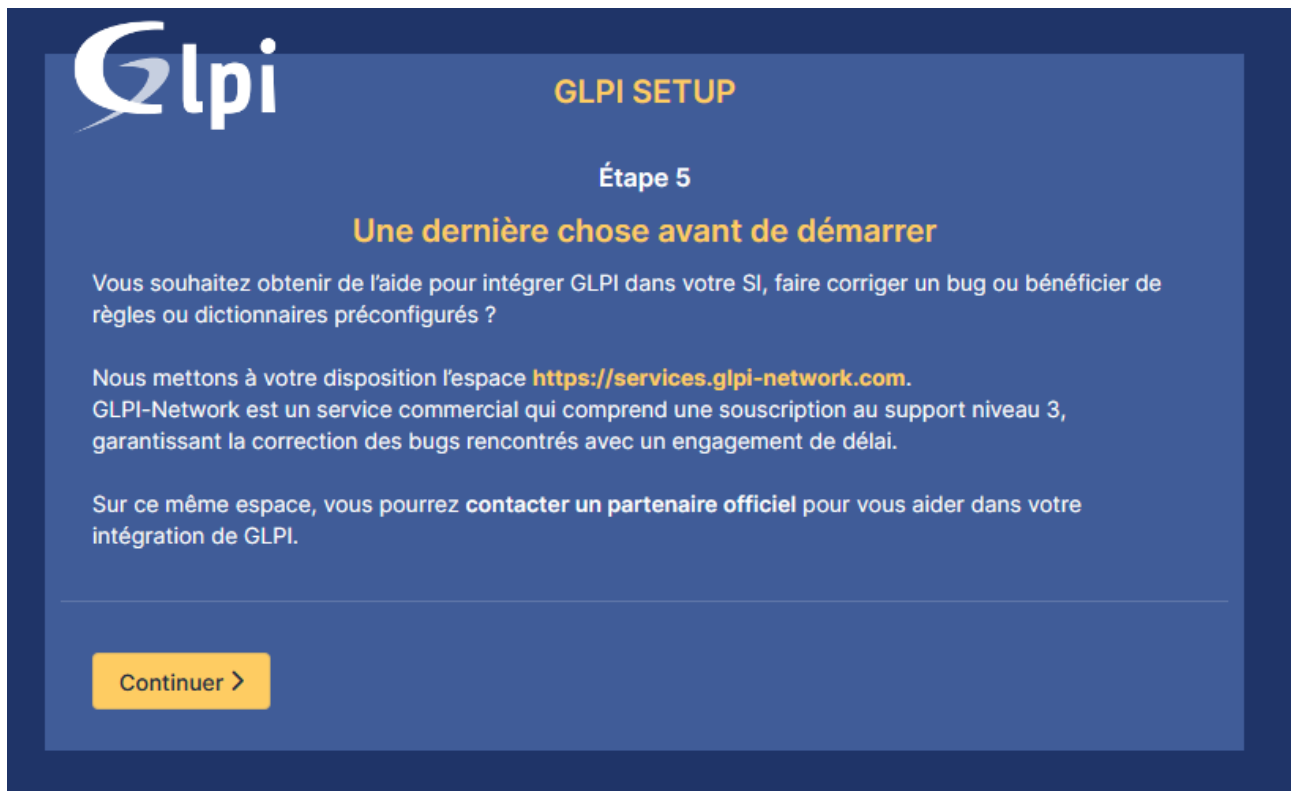 Glpi
GLPI SETUP
Étape 5
Une dernière chose avant de démarrer
Vous souhaitez obtenir de l’aide pour intégrer GLPI dans votre SI, faire corriger un bug ou bénéficier de
règles ou dictionnaires préconfigurés ?
Nous mettons à votre disposition l’espace https://services.glpi-network.com.
GLPI-Network est un service commercial qui comprend une souscription au support niveau 3,
garantissant la correction des bugs rencontrés avec un engagement de délai.
Sur ce même espace, vous pourrez contacter un partenaire officiel pour vous aider dans votre
intégration de GLPI.
Continuer >